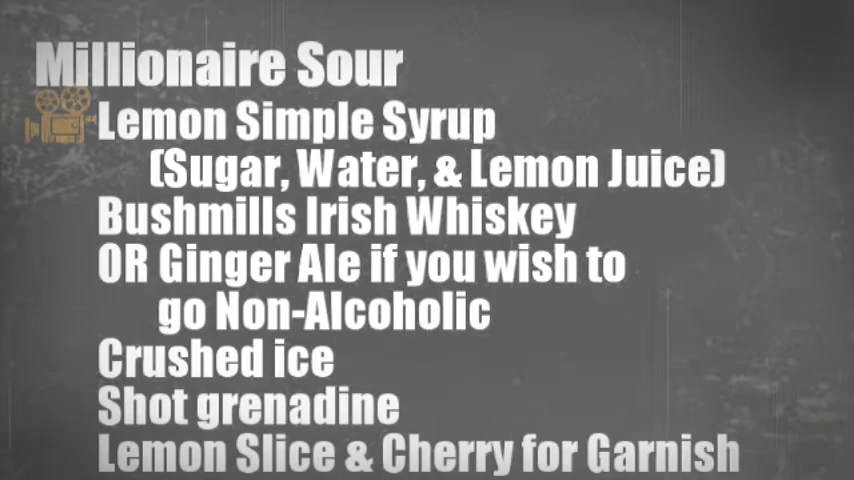 Millionaire Sour
Lemon Simple Syrup
(Sugar, Water, & Lemon Juice)
Bushmills Irish Whiskey
OR Ginger Ale if you wish to
go Non-Alcoholic
Crushed ice
Shot grenadine
Lemon Slice & Cherry for Garnish